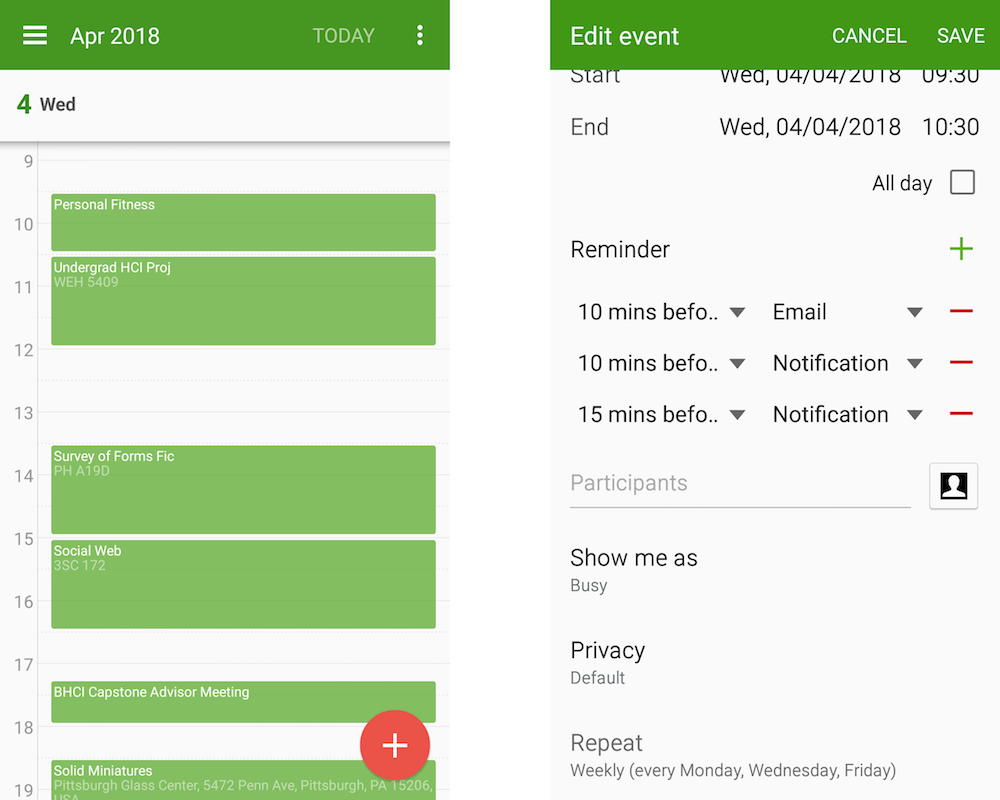 Apr 2018 TODAY
4 Wed
9
Personal Fitness
10
Undergrad HCI Proj
WEH 5409
11
12
13
Survey of Forms Fic
PH A19D
14
15
Social Web
3SC 172
16
17
BHCI Capstone Advisor Meeting
18
Solid Miniatures
Pittsburgh Glass Center, 5472 Penn Ave, Pittsburgh, PA 15206,
USA
19
Edit event CANCEL SAVE
Start Wed, 04/04/2018 09:30
End Wed, 04/04/2018 10:30
All day
Reminder
10 mins befo.. Email
10 mins befo.. Notification
15 mins befo.. Notification
Participants
Show me as
Busy
Privacy
Default
Repeat
Weekly (every Monday, Wednesday, Friday)